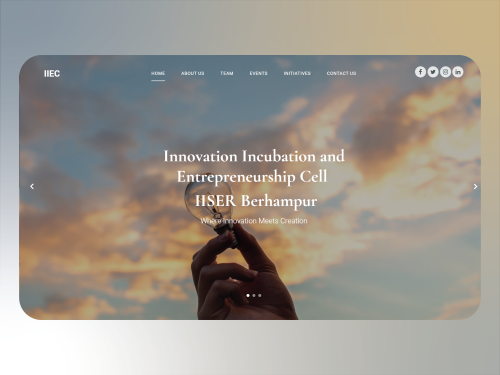 IIEC
HOME ABOUT US TEAM EVENTS INITIATIVES CONTACT US
Innovation Incubation and
Entrepreneurship Cell
IISER Berhampur
Where Innovation Meets Creation